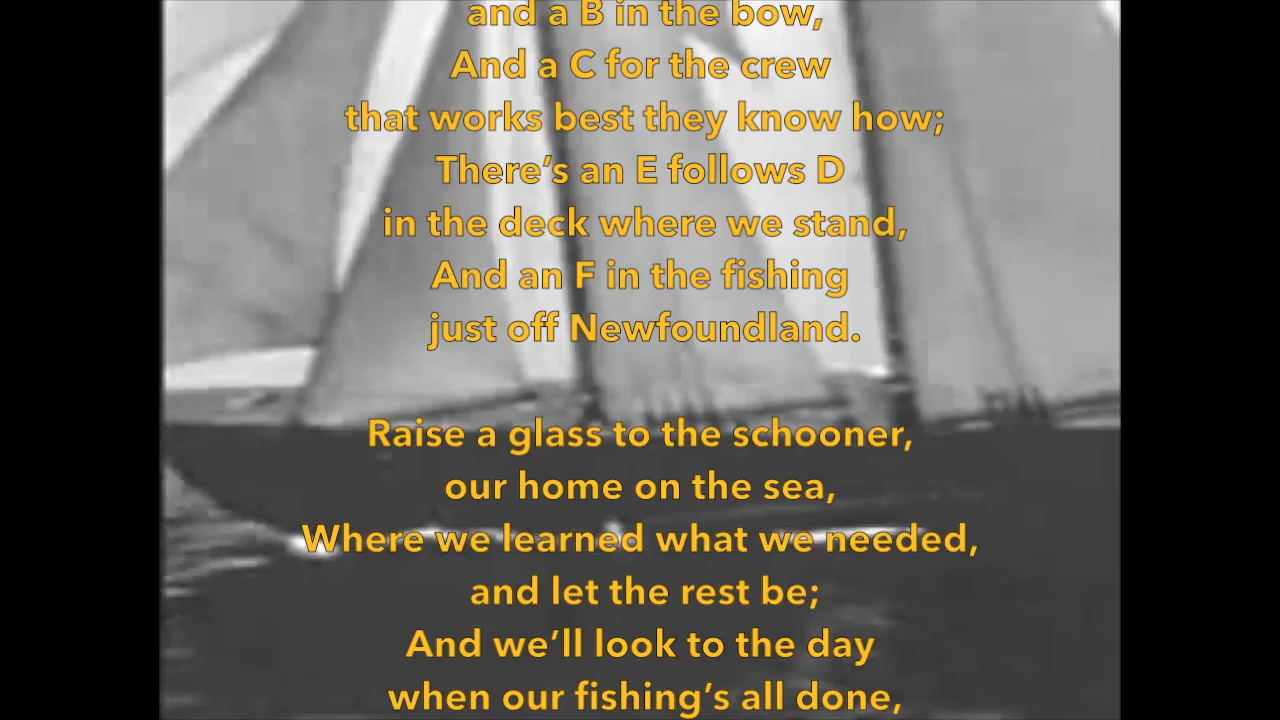 and a B in the bow,
And a C for the crew
that works best they know how;
There’s an E follows D
in the deck where we stand,
And an F in the fishing
just off Newfoundland.
Raise a glass to the schooner,
our home on the sea,
Where we learned what we needed,
and let the rest be;
And we’ll look to the day
when our fishing’s all done,